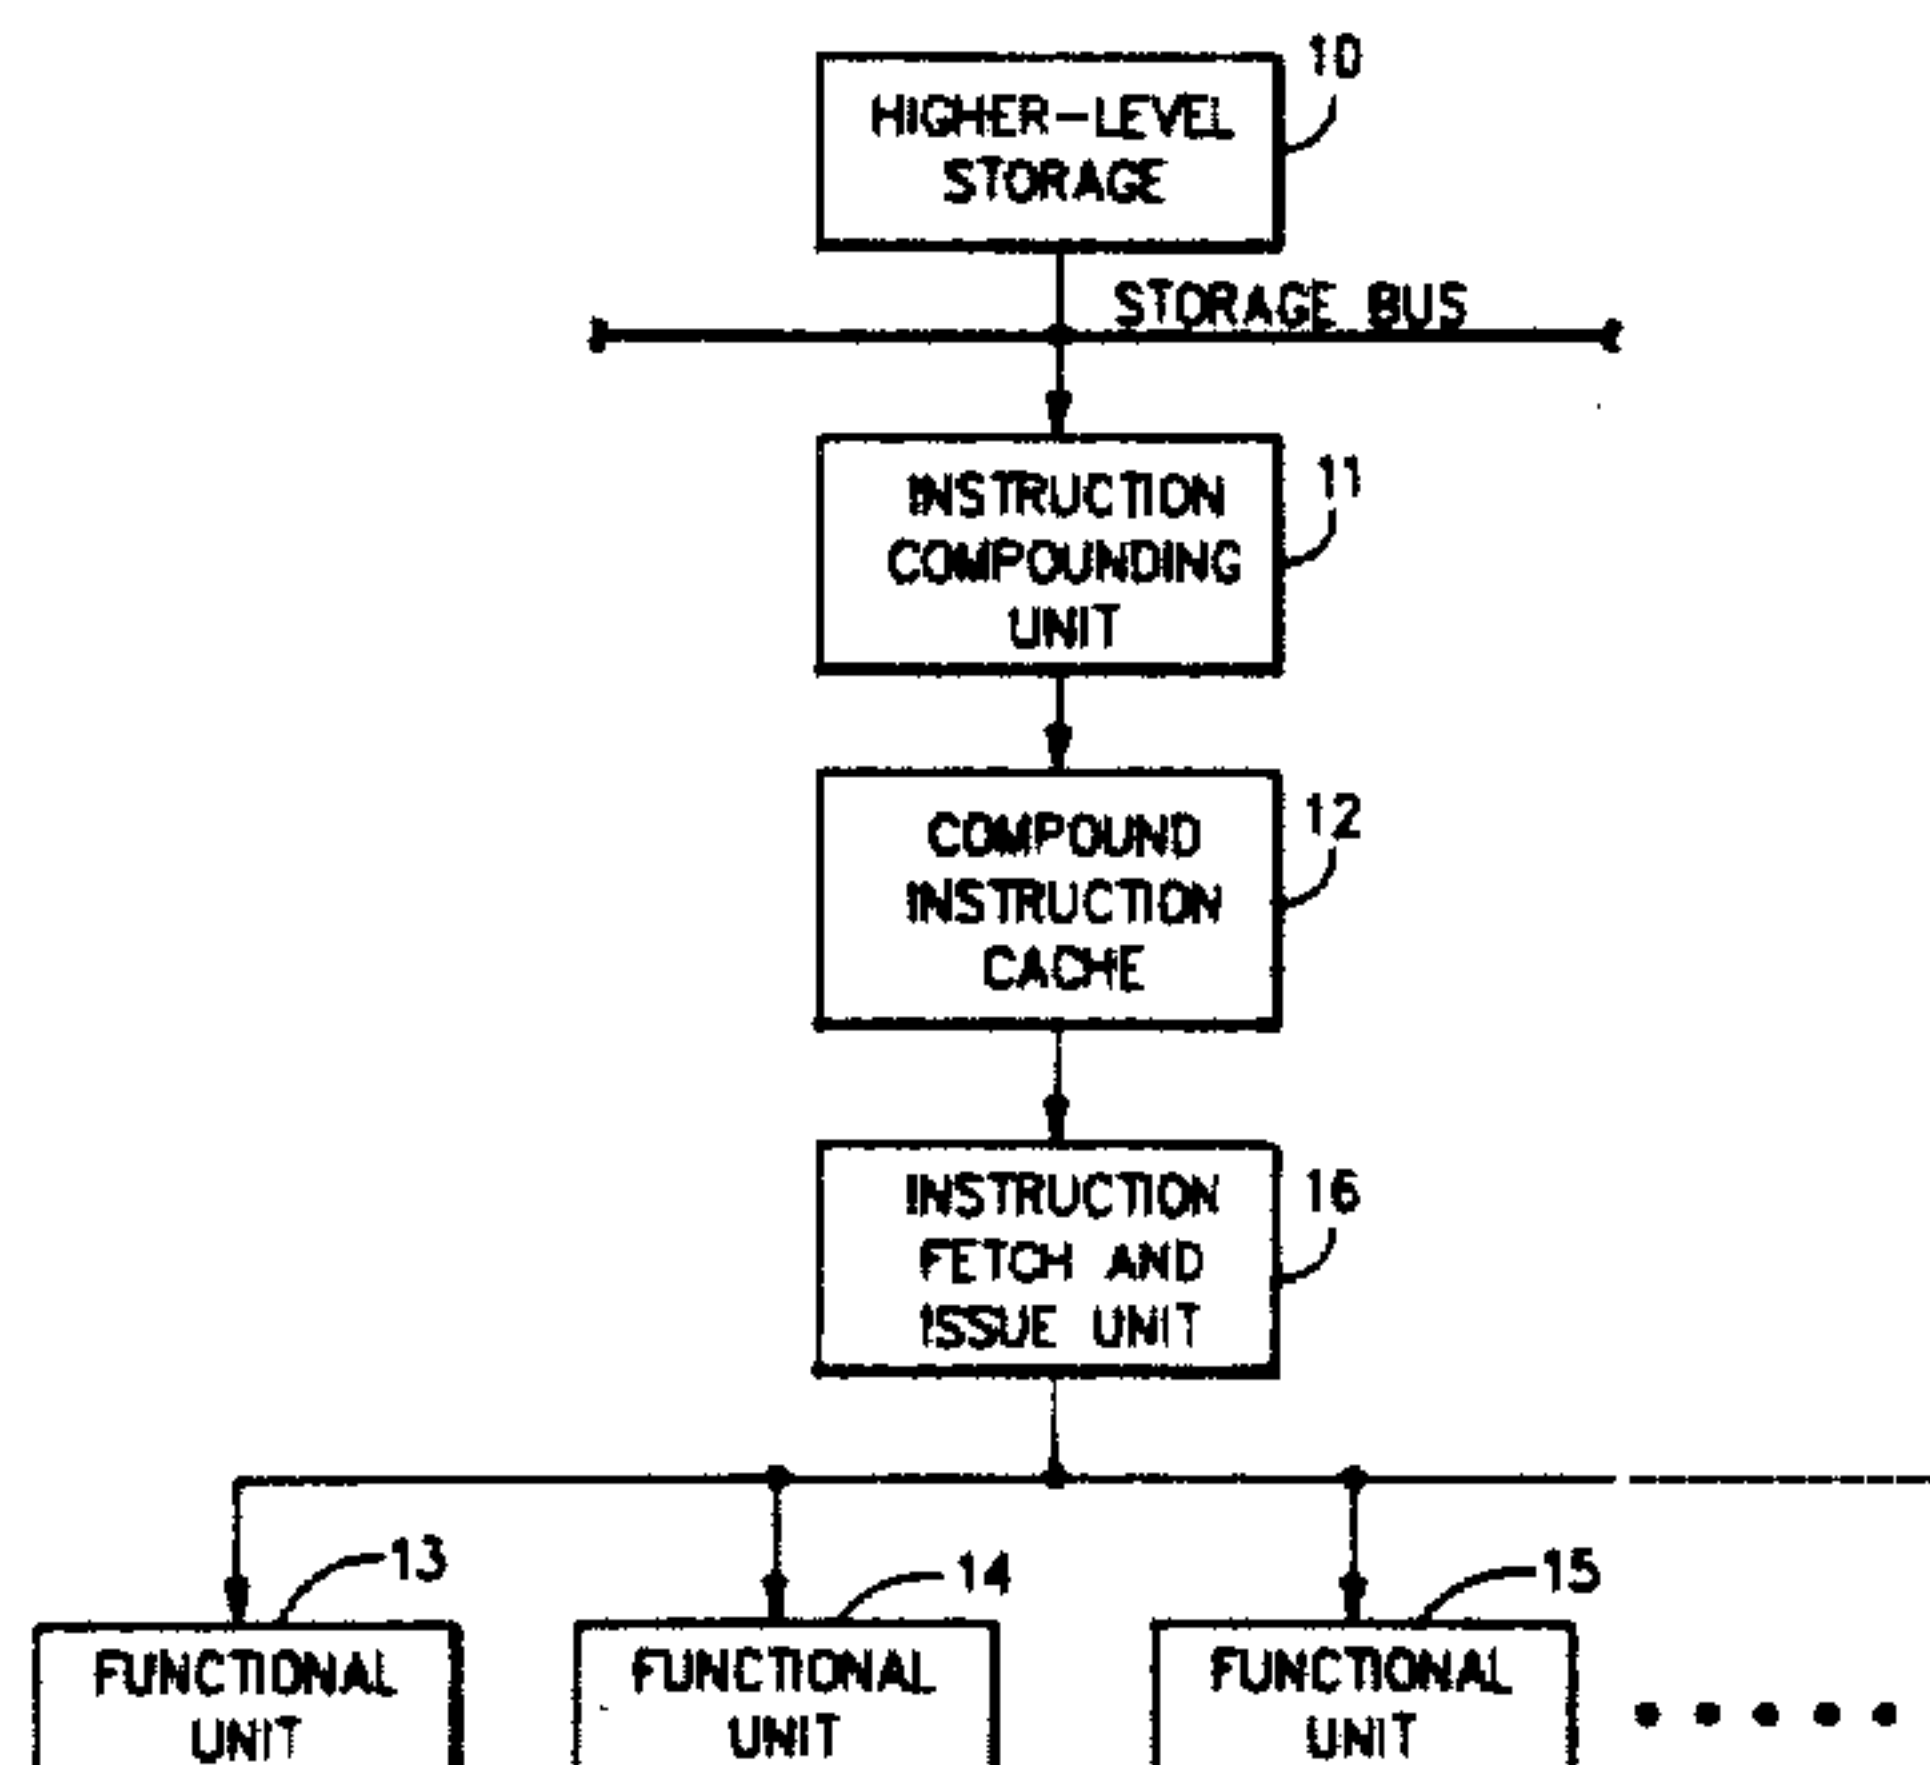 10
HIGHER-LEVEL
STORAGE
STORAGE BUS
11
INSTRUCTION
COMPOUNDING
UNIT
12
COMPOUND
INSTRUCTION
CACHE
16
INSTRUCTION
FETCH AND
ISSUE UNIT
13
14
15
FUNCTIONAL
UNIT
FUNCTIONAL
UNIT
FUNCTIONAL
UNIT